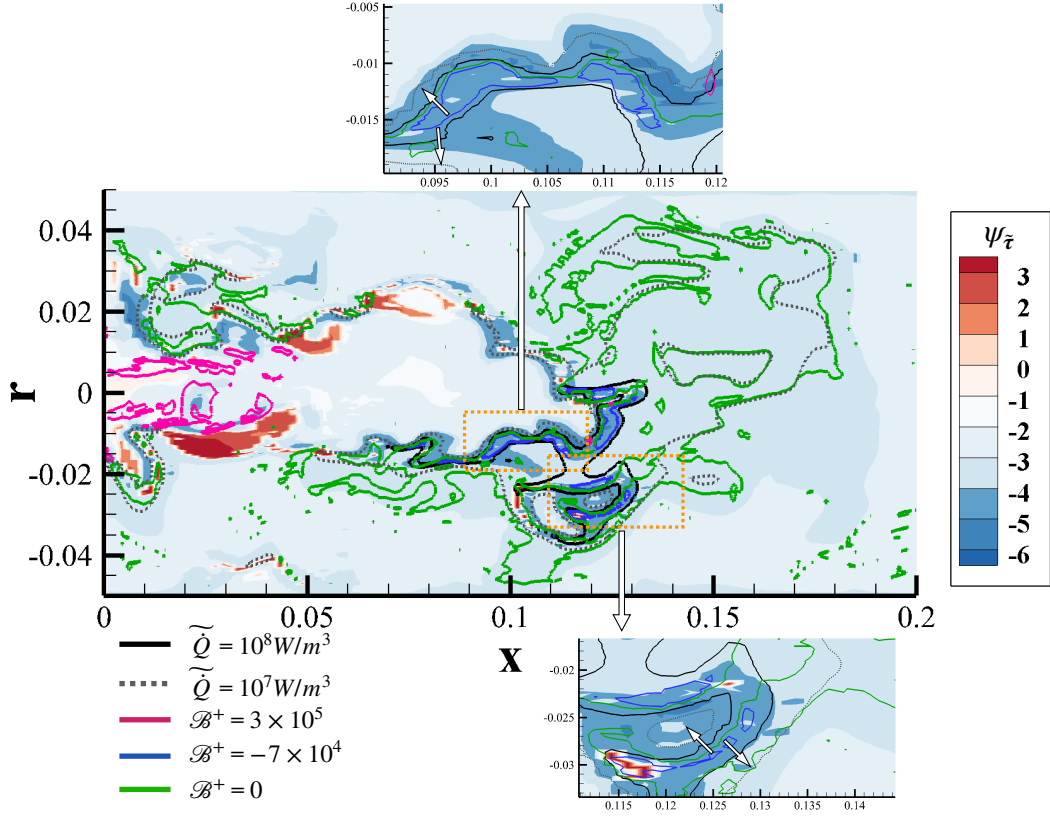 -0.005
-0.01
-0.015
0.095 0.1 0.105 0.11 0.115 0.12
r
0.04
0.02
0
-0.02
-0.04
0 0.05 0.1 0.15 0.2
x
ψ_τ̃
3
2
1
0
-1
-2
-3
-4
-5
-6
Q̇̃ = 10⁸W/m³
Q̇̃ = 10⁷W/m³
ℬ⁺ = 3 × 10⁵
ℬ⁺ = −7 × 10⁴
ℬ⁺ = 0
-0.02
-0.025
-0.03
0.115 0.12 0.125 0.13 0.135 0.14